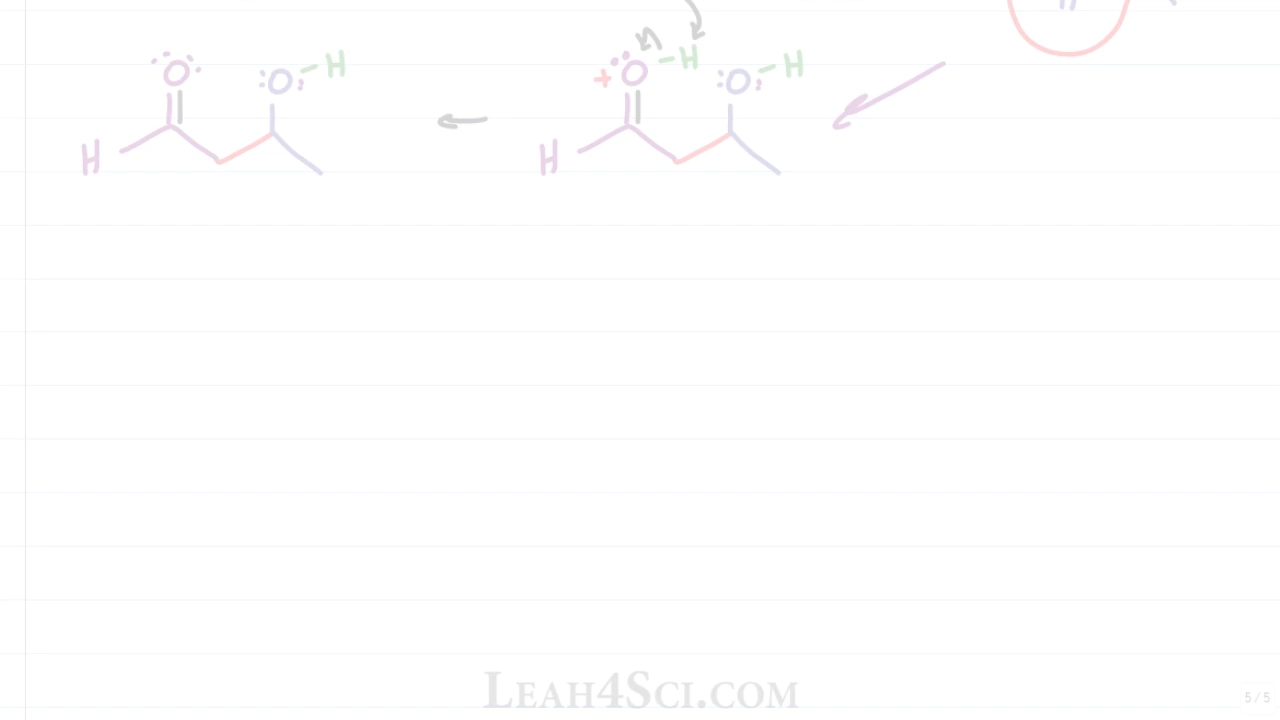 O O - H + O - H O - H
H H
LEAH4SCI.COM
5/5